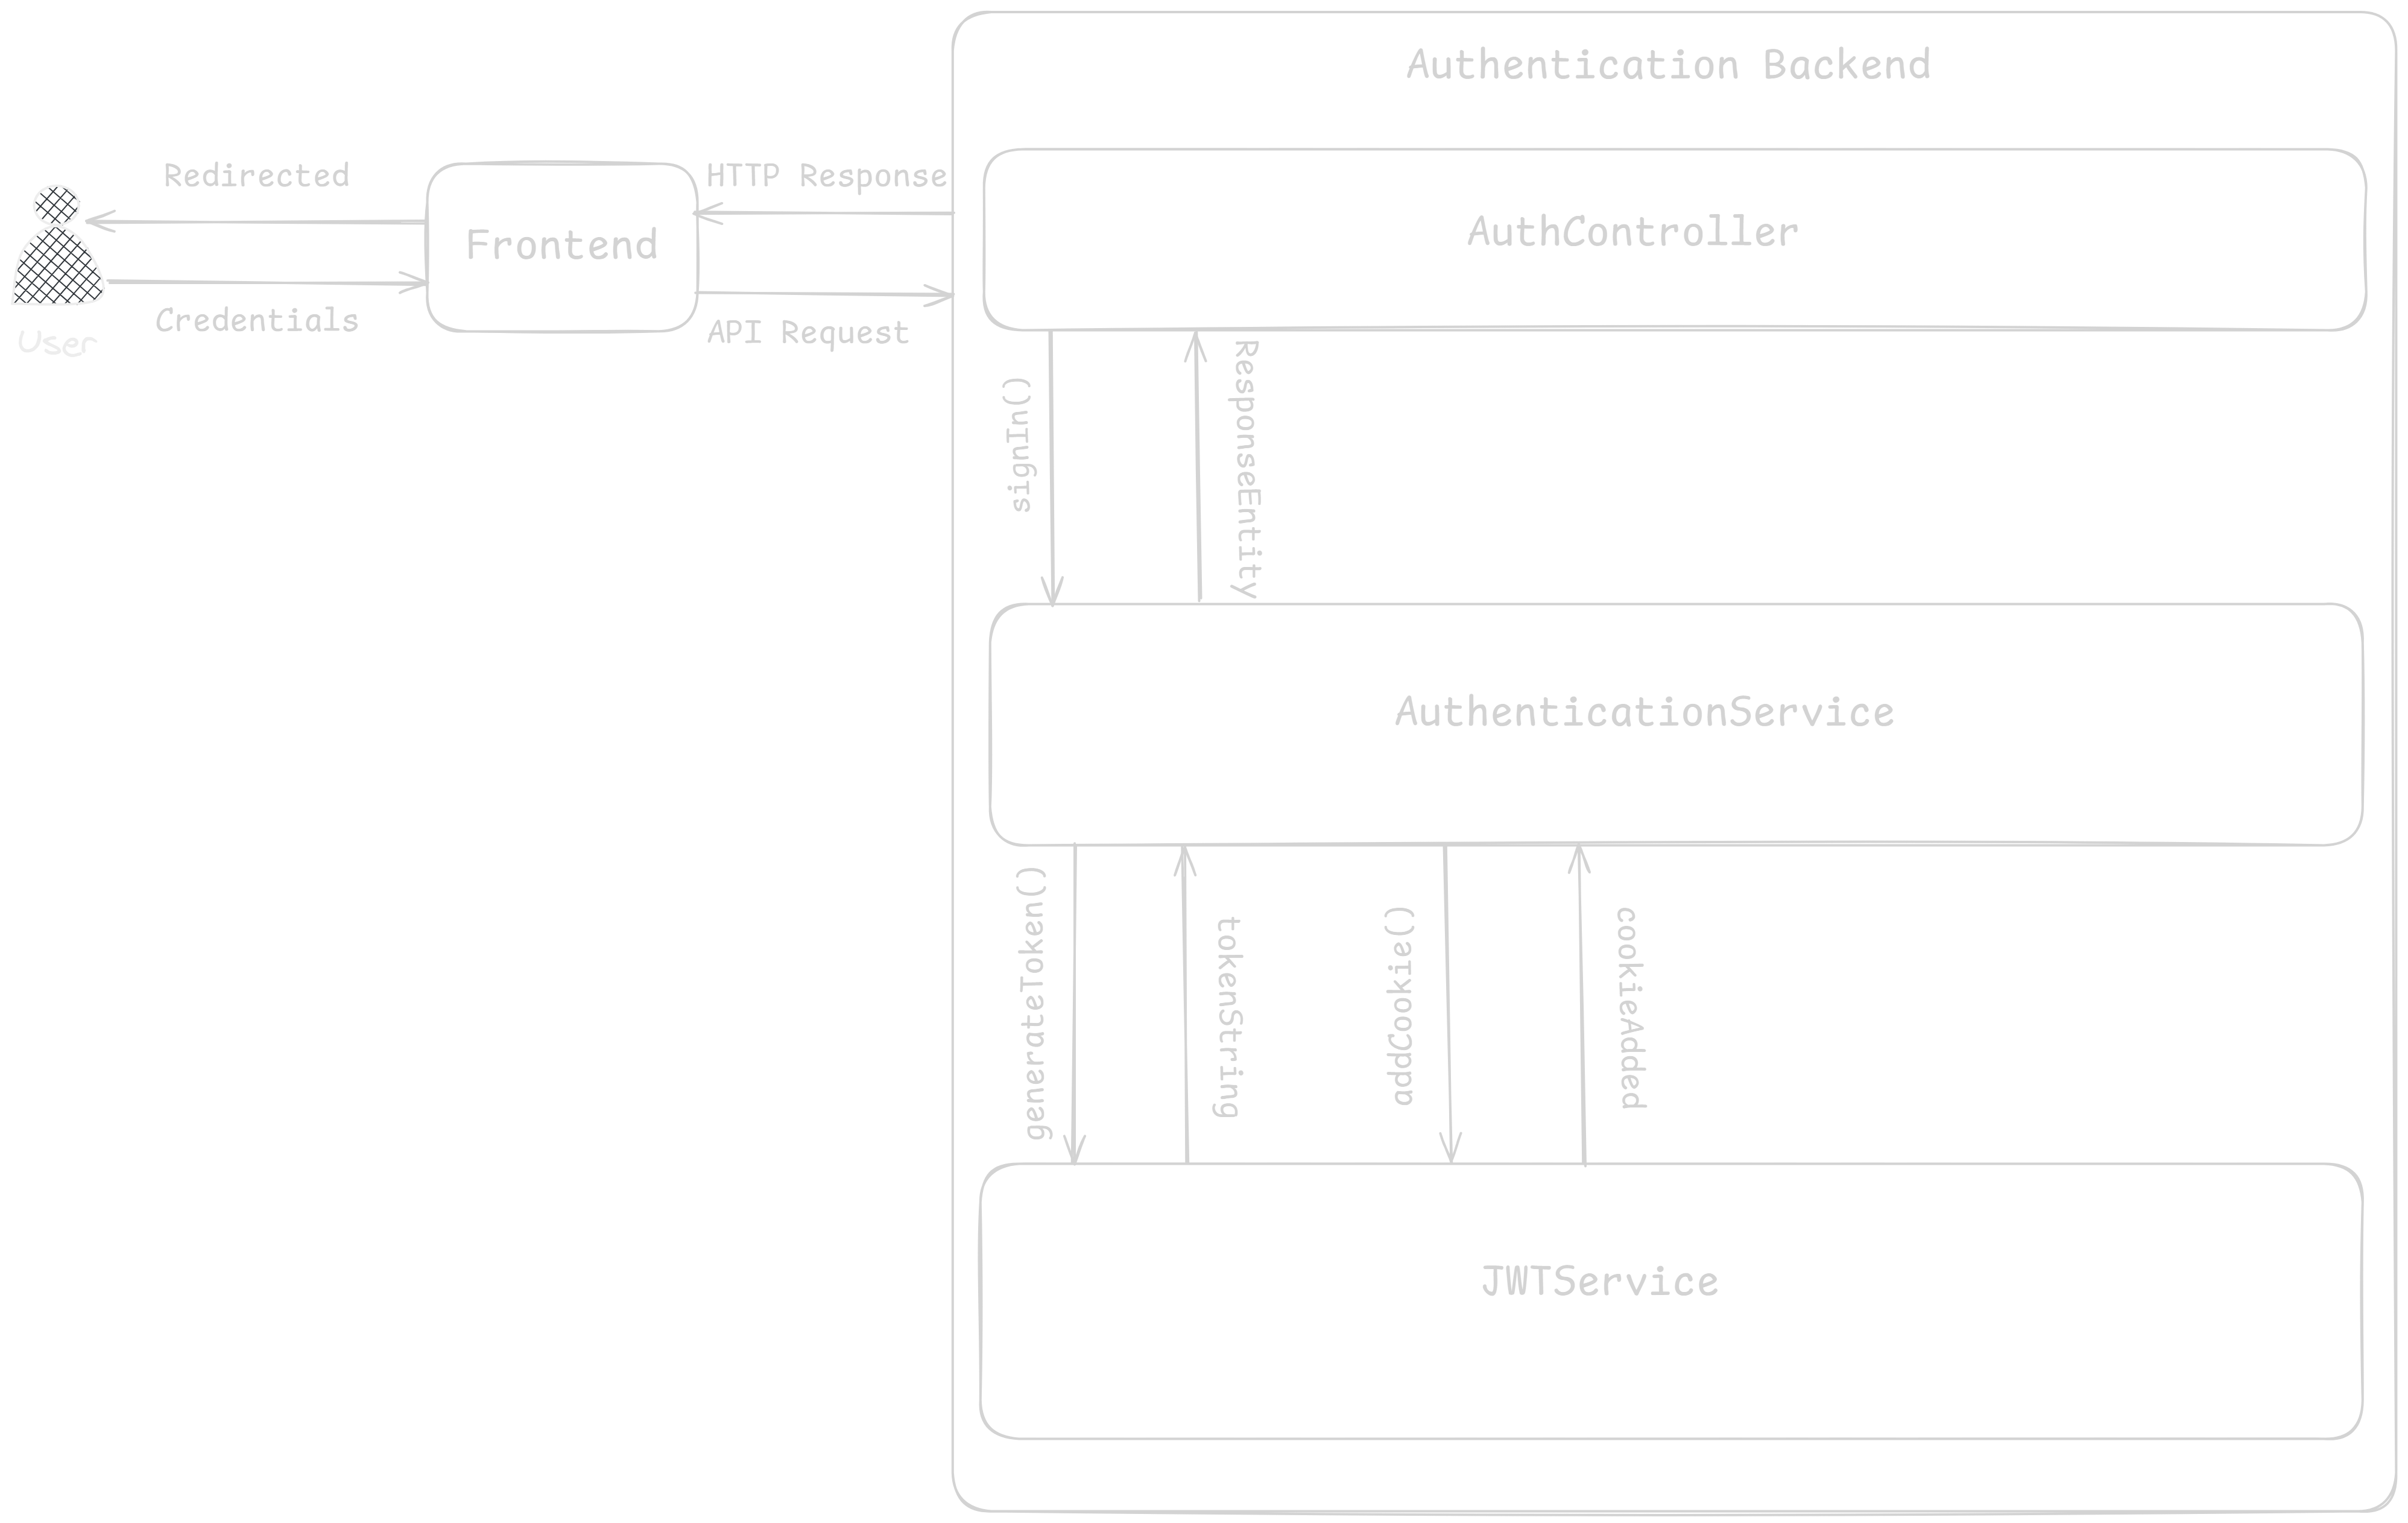 Authentication Backend
Redirected
HTTP Response
AuthController
Frontend
Credentials
API Request
User
signIn()
ResponseEntity
AuthenticationService
generateToken()
tokenString
addCookie()
cookieAdded
JWTService